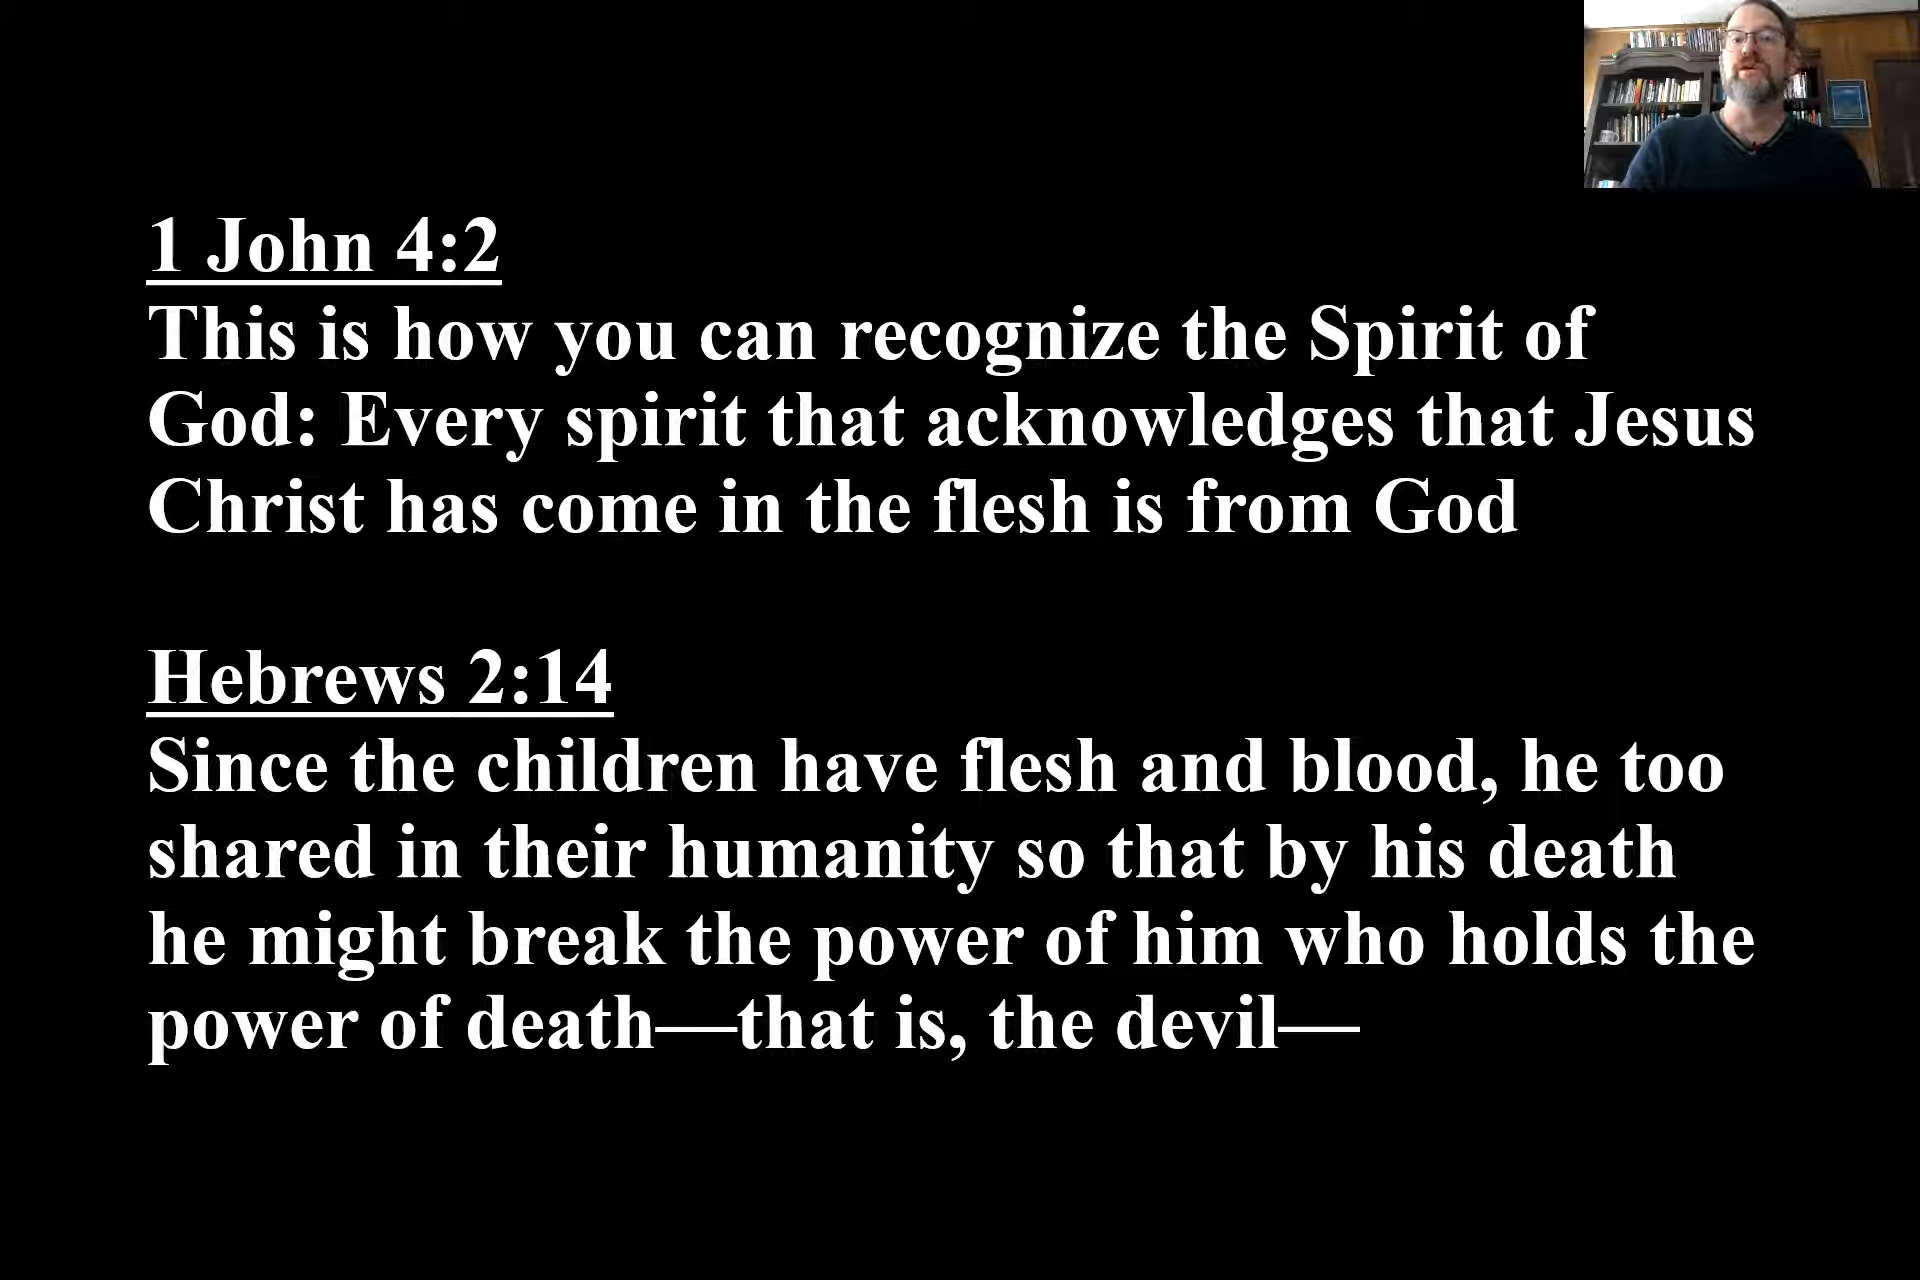 1 John 4:2
This is how you can recognize the Spirit of
God: Every spirit that acknowledges that Jesus
Christ has come in the flesh is from God
Hebrews 2:14
Since the children have flesh and blood, he too
shared in their humanity so that by his death
he might break the power of him who holds the
power of death—that is, the devil—